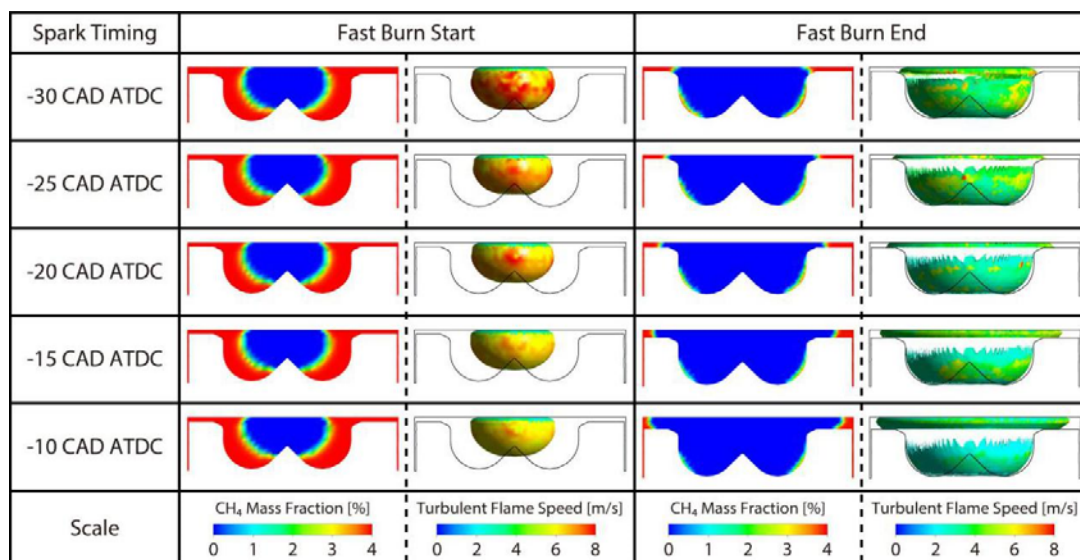 Spark Timing Fast Burn Start Fast Burn End
-30 CAD ATDC
-25 CAD ATDC
-20 CAD ATDC
-15 CAD ATDC
-10 CAD ATDC
Scale
CH₄ Mass Fraction [%] Turbulent Flame Speed [m/s] CH₄ Mass Fraction [%] Turbulent Flame Speed [m/s]
0 1 2 3 4 0 2 4 6 8 0 1 2 3 4 0 2 4 6 8